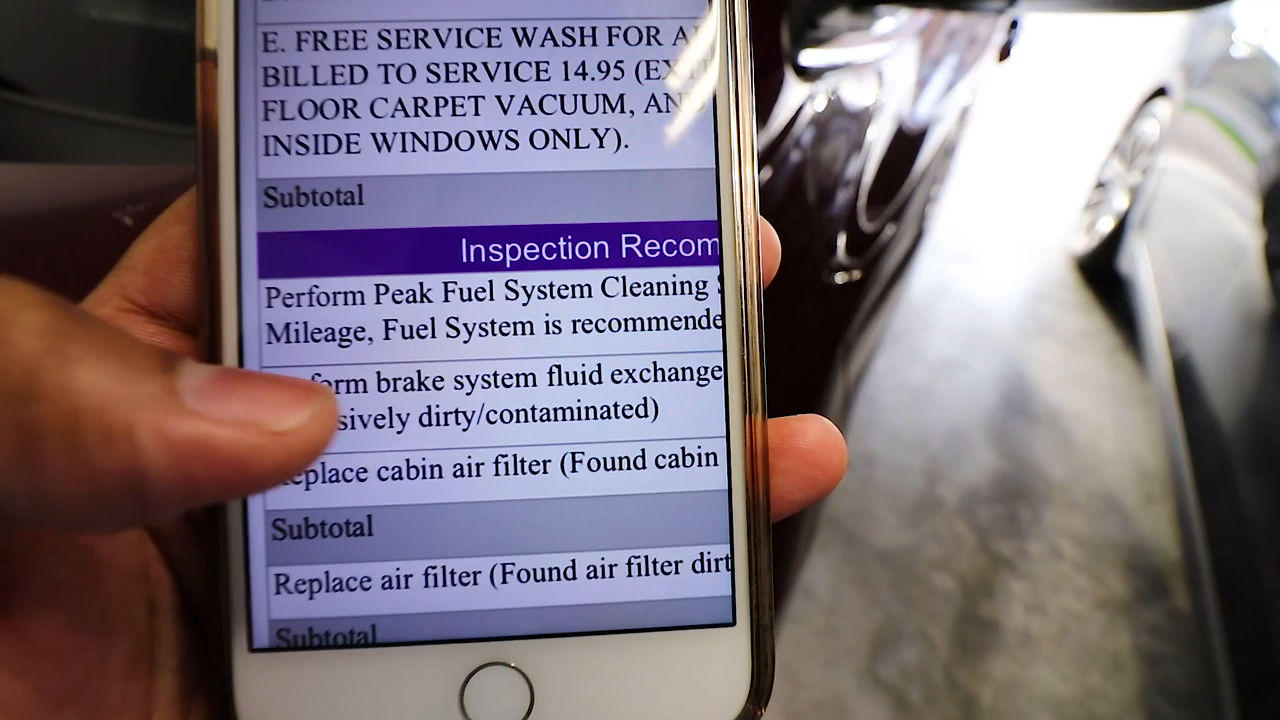 E. FREE SERVICE WASH FOR
BILLED TO SERVICE 14.95
FLOOR CARPET VACUUM,
INSIDE WINDOWS ONLY).
Subtotal
Inspection Recom
Perform Peak Fuel System Cleaning
Mileage, Fuel System is recommende
form brake system fluid exchange
sively dirty/contaminated)
eplace cabin air filter (Found cabin
Subtotal
Replace air filter (Found air filter dirt
Subtotal